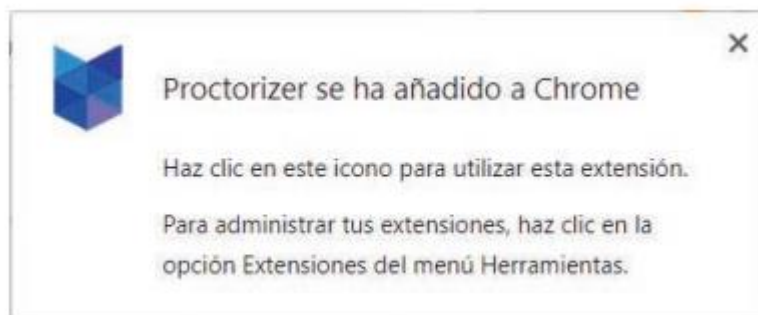 Proctorizer se ha añadido a Chrome
Haz clic en este icono para utilizar esta extensión.
Para administrar tus extensiones, haz clic en la
opción Extensiones del menú Herramientas.